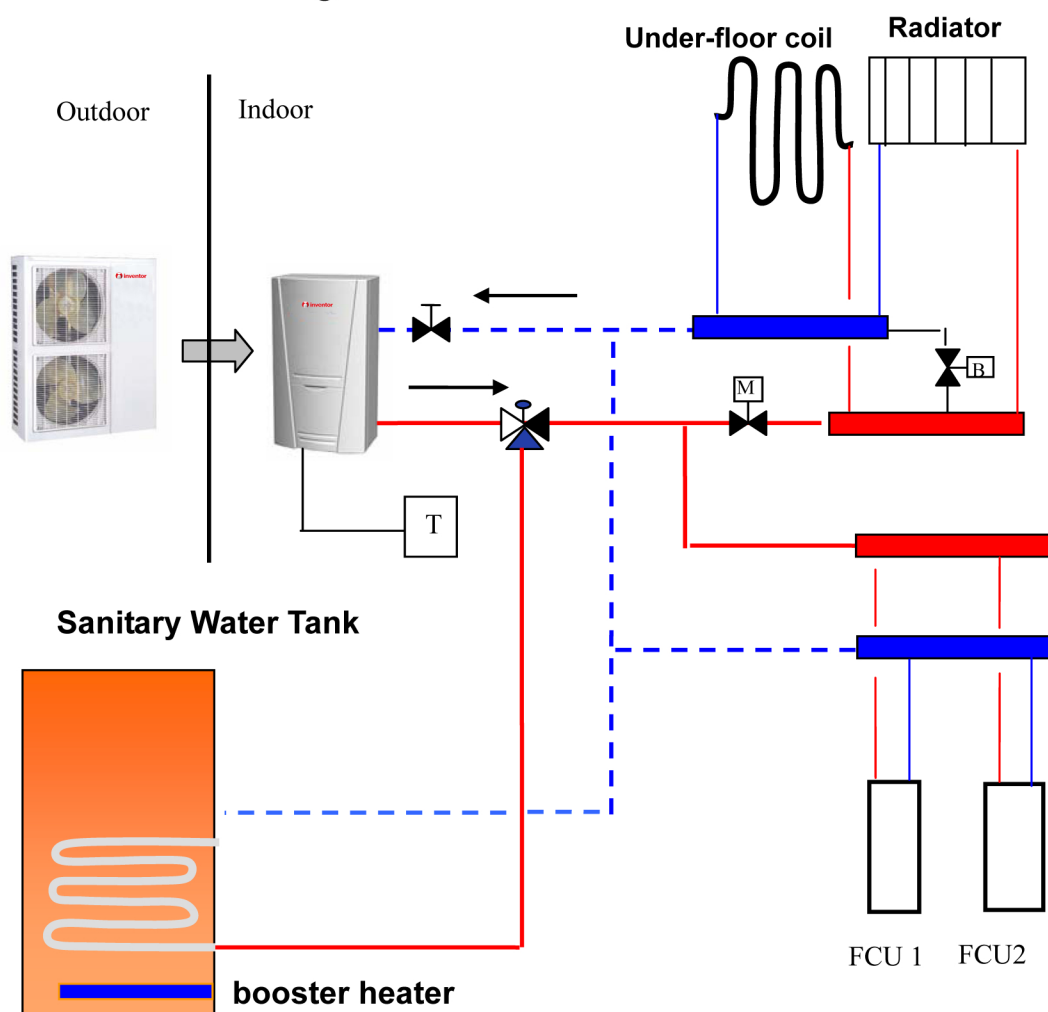 Under-floor coil
Radiator
Outdoor
Indoor
inventor
inventor
B
M
T
Sanitary Water Tank
FCU 1
FCU2
booster heater